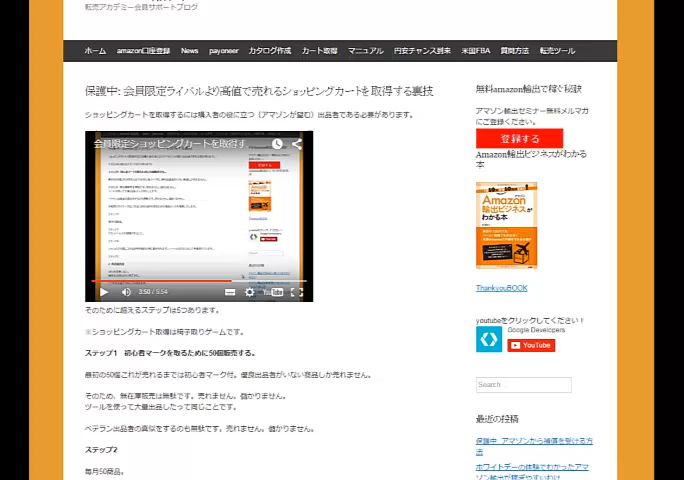 転売アカデミー会員サポートブログ
ホーム amazon口座登録 News payoneer カタログ作成 カート取得 マニュアル 円安チャンス到来 米国FBA 質問方法 転売ツール
保護中: 会員限定ライバルより高値で売れるショッピングカートを取得する裏技
ショッピングカートを取得するには購入者の役に立つ（アマゾンが望む）出品者である必要があります。
会員限定ショッピングカートを取得す
3:50 / 5:54
YouTube
そのために超えるステップは5つあります。
※ショッピングカート取得は椅子取りゲームです。
ステップ1 初心者マークを取るために50個販売する。
最初の50個これが売れるまでは初心者マーク付。優良出品者がいない商品しか売れません。
そのため、無在庫販売は無駄です。売れません。儲かりません。
ツールを使って大量出品したって同じことです。
ベテラン出品者の真似をするのも無駄です。売れません。儲かりません。
ステップ2
毎月50商品。
無料amazon輸出で稼ぐ秘訣
アマゾン輸出セミナー無料メルマガ
にご登録ください。
登録する
Amazon輸出ビジネスがわかる
本
Amazon
輸出ビジネスが
わかる本
ThankyouBOOK
youtubeをクリックしてください！
Google Developers
YouTube
Search …
最近の投稿
保護中: アマゾンから補償を受ける方
法
ホワイトデーの体験でわかったアマ
ゾン輸出が稼ぎやすいわけ